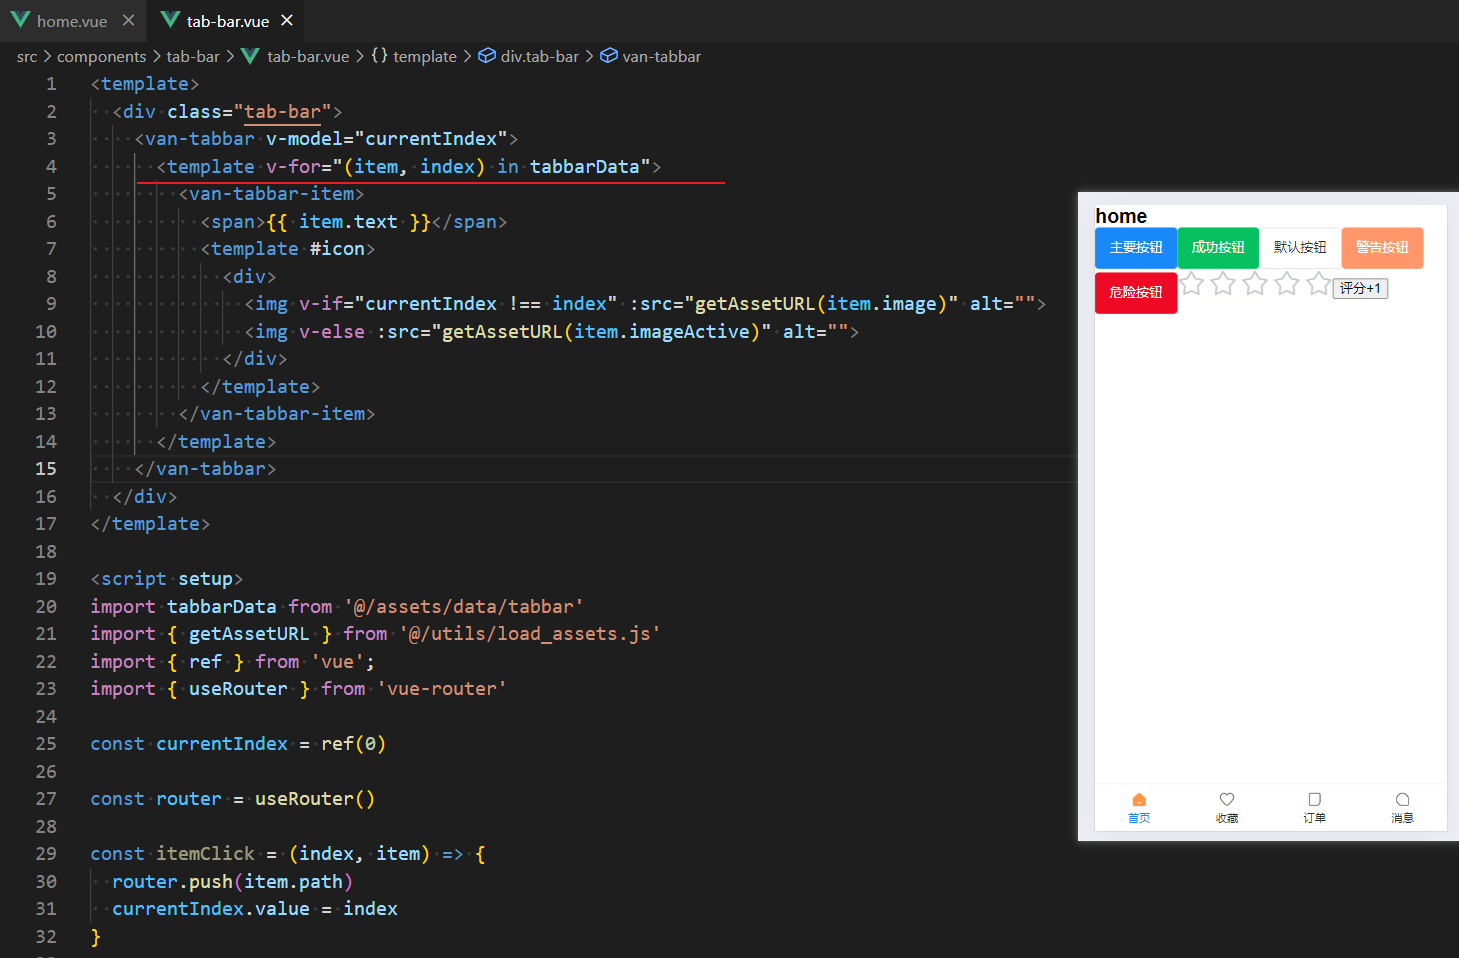 home.vue
tab-bar.vue
src > components > tab-bar > tab-bar.vue > {} template > div.tab-bar > van-tabbar
1 <template>
2 <div class="tab-bar">
3 <van-tabbar v-model="currentIndex">
4 <template v-for="(item, index) in tabbarData">
5 <van-tabbar-item>
6 <span>{{ item.text }}</span>
7 <template #icon>
8 <div>
9 <img v-if="currentIndex !== index" :src="getAssetURL(item.image)" alt="">
10 <img v-else :src="getAssetURL(item.imageActive)" alt="">
11 </div>
12 </template>
13 </van-tabbar-item>
14 </template>
15 </van-tabbar>
16 </div>
17 </template>
18
19 <script setup>
20 import tabbarData from '@/assets/data/tabbar'
21 import { getAssetURL } from '@/utils/load_assets.js'
22 import { ref } from 'vue';
23 import { useRouter } from 'vue-router'
24
25 const currentIndex = ref(0)
26
27 const router = useRouter()
28
29 const itemClick = (index, item) => {
30 router.push(item.path)
31 currentIndex.value = index
32 }
home
主要按钮 成功按钮 默认按钮 警告按钮
危险按钮 评分+1
首页 收藏 订单 消息